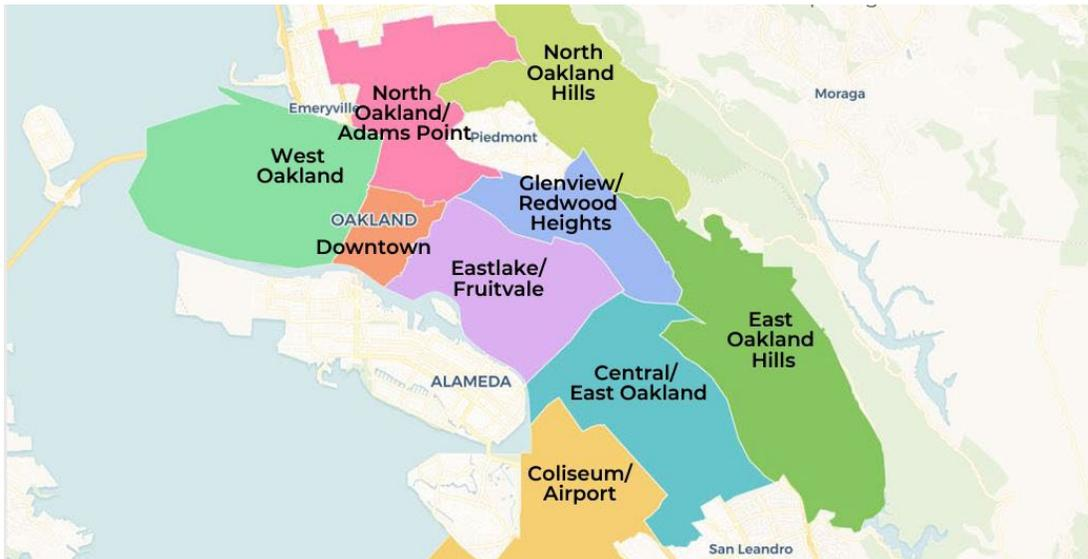 North
Oakland
Hills
Moraga
North
Oakland/
Adams Point
Emeryville
Piedmont
West
Oakland
Glenview/
Redwood
Heights
OAKLAND
Downtown
Eastlake/
Fruitvale
East
Oakland
Hills
ALAMEDA
Central/
East Oakland
Coliseum/
Airport
San Leandro